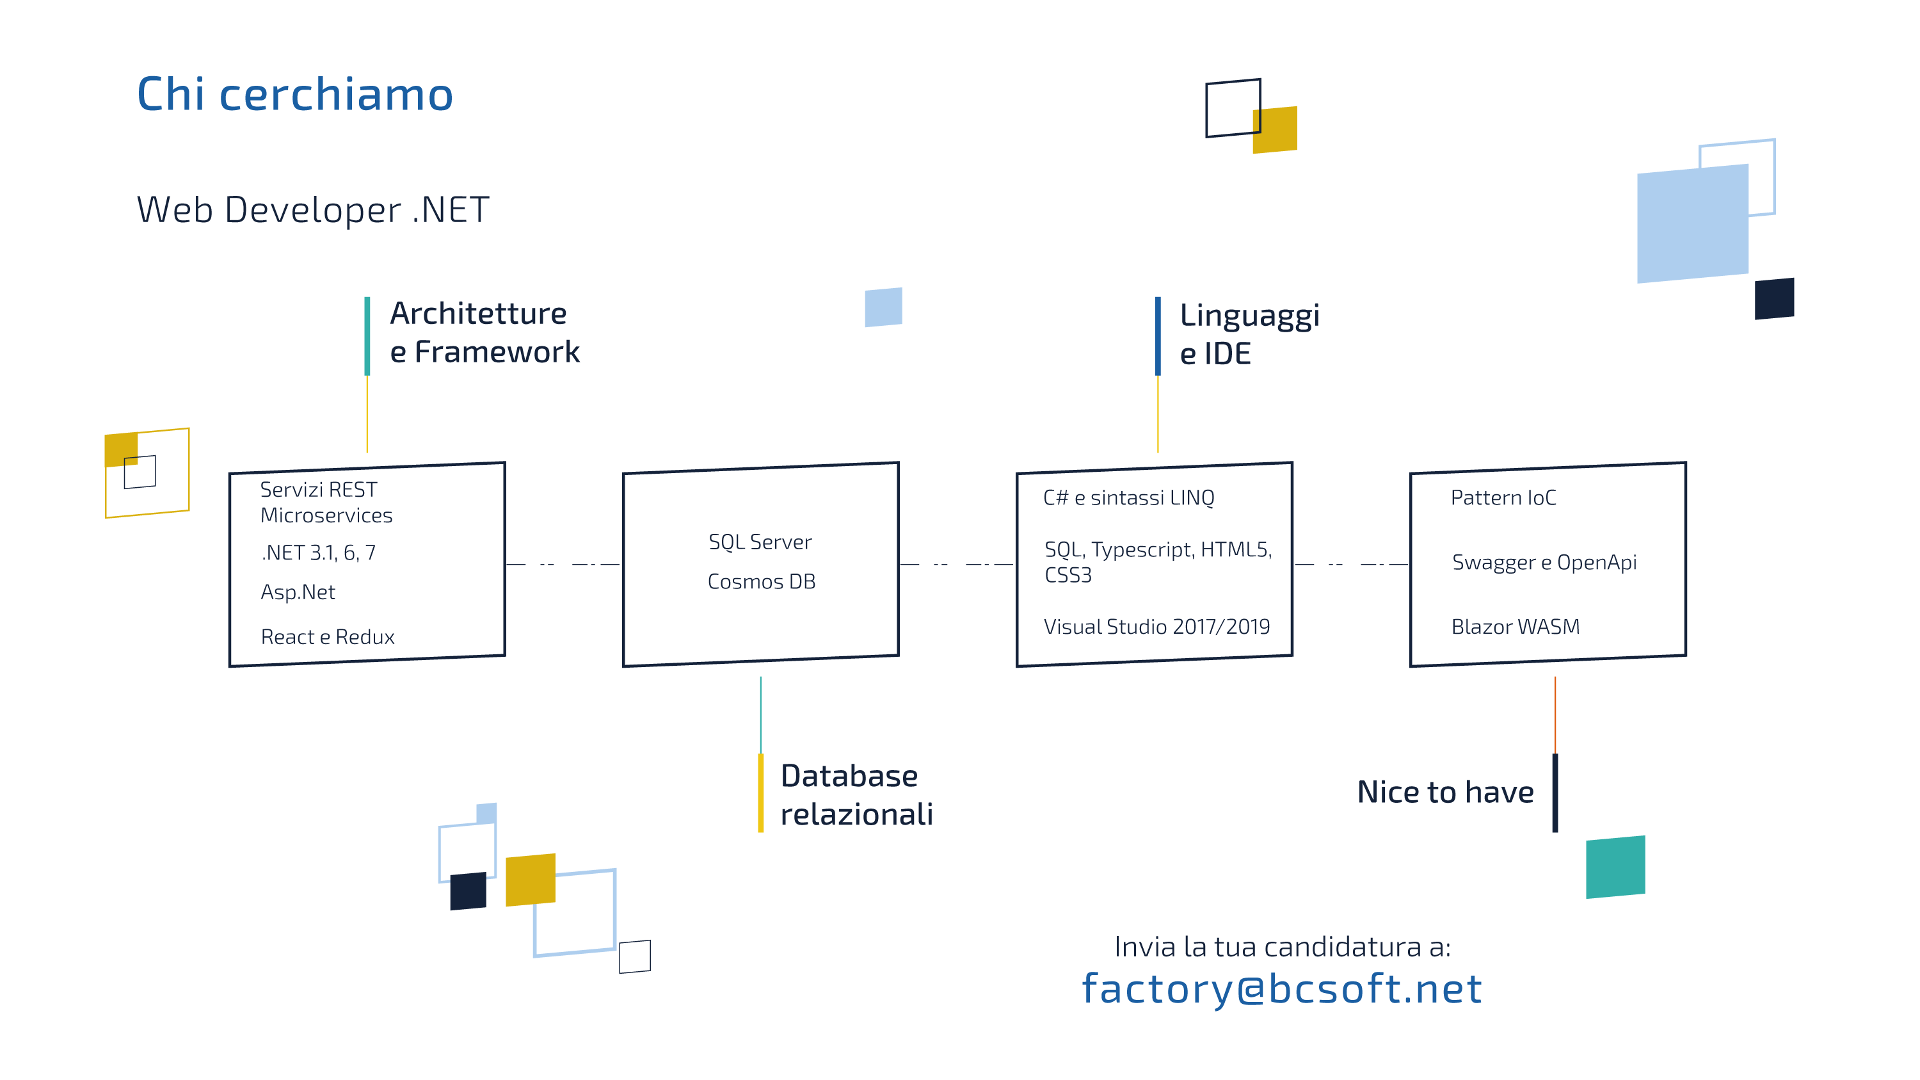 Chi cerchiamo
Web Developer .NET
Architetture
e Framework
Servizi REST
Microservices
.NET 3.1, 6, 7
Asp.Net
React e Redux
SQL Server
Cosmos DB
Database
relazionali
Linguaggi
e IDE
C# e sintassi LINQ
SQL, Typescript, HTML5,
CSS3
Visual Studio 2017/2019
Pattern IoC
Swagger e OpenApi
Blazor WASM
Nice to have
Invia la tua candidatura a:
factory@bcsoft.net